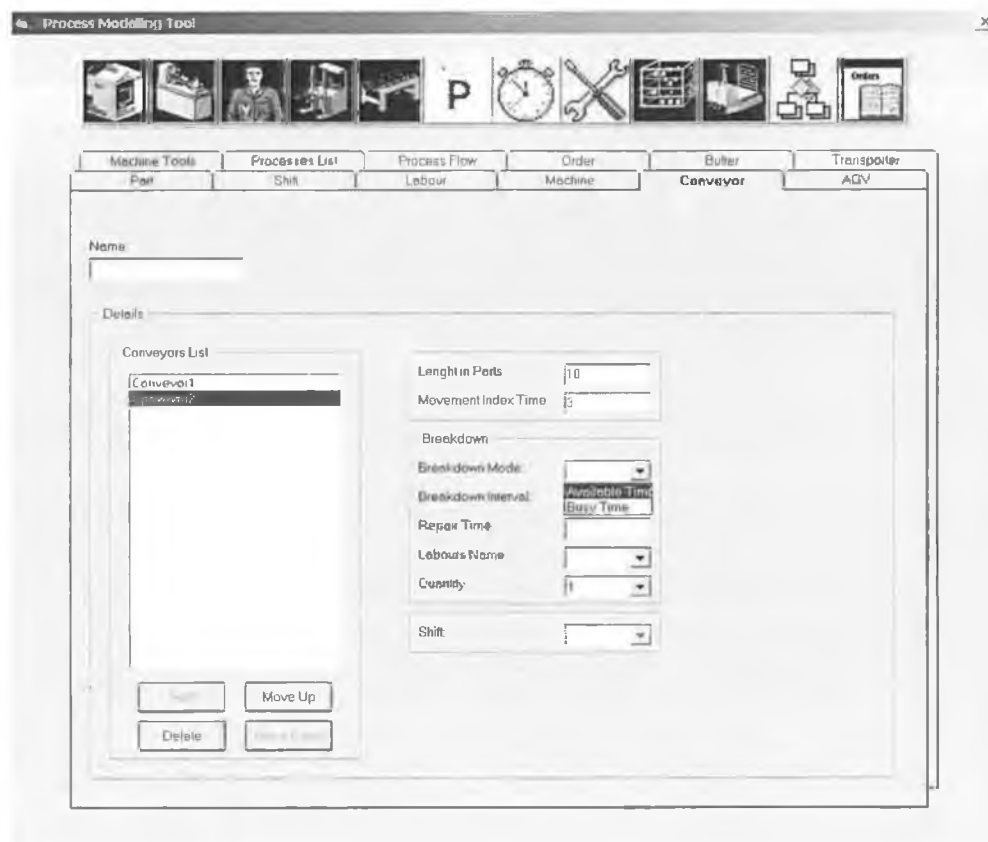 Process Modelling Tool
P
Orders
Machine Tools Processes List Process Flow Order Buffer Transporter
Part Shift Labour Machine Conveyor AGV
Name
Details
Conveyors List
Conveyor1
Conveyor2
Move Up
Delete
Lenght in Parts 10
Movement Index Time 3
Breakdown
Breakdown Mode:
Breakdown Interval:
Available Time
Busy Time
Repair Time
Labours Name
Quantity 1
Shift: